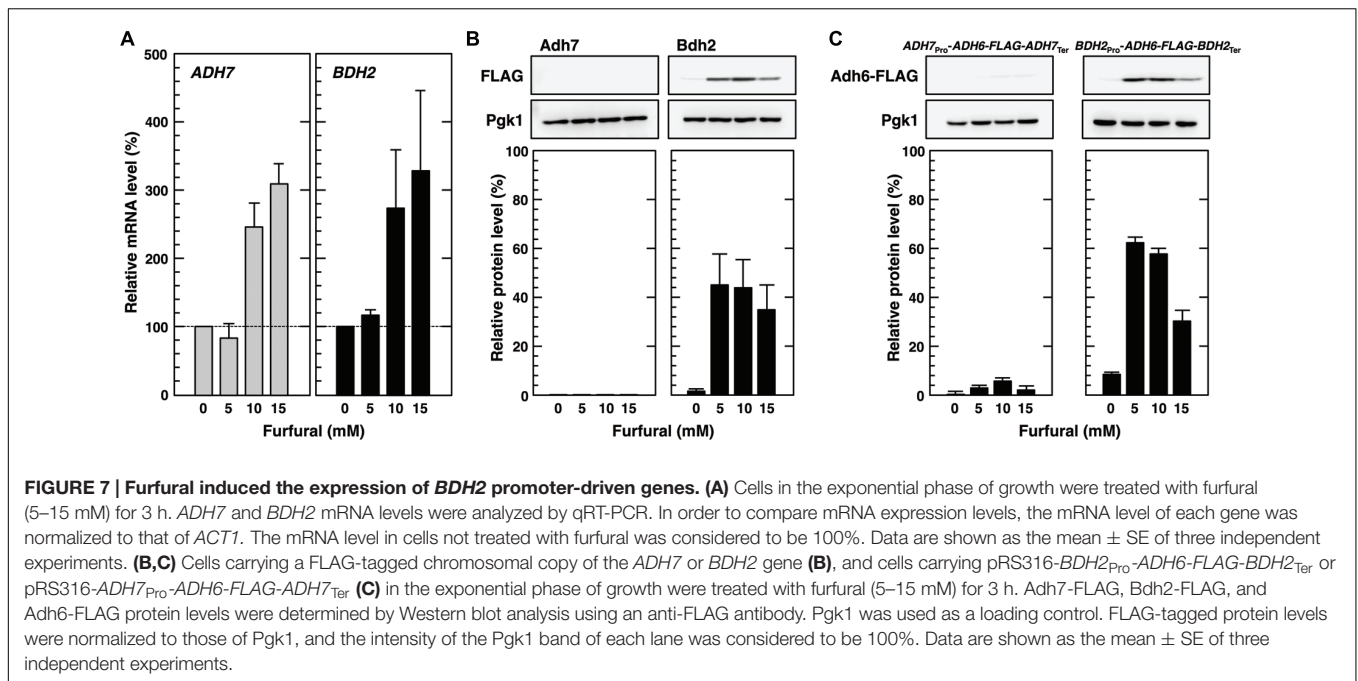 A
B
C
ADH7
BDH2
Relative mRNA level (%)
500
400
300
200
100
0
0 5 10 15 0 5 10 15
Furfural (mM)
Adh7 Bdh2
FLAG
Pgk1
Relative protein level (%)
100
80
60
40
20
0
0 5 10 15 0 5 10 15
Furfural (mM)
ADH7Pro-ADH6-FLAG-ADH7Ter BDH2Pro-ADH6-FLAG-BDH2Ter
Adh6-FLAG
Pgk1
Relative protein level (%)
100
80
60
40
20
0
0 5 10 15 0 5 10 15
Furfural (mM)
FIGURE 7 | Furfural induced the expression of BDH2 promoter-driven genes. (A) Cells in the exponential phase of growth were treated with furfural
(5–15 mM) for 3 h. ADH7 and BDH2 mRNA levels were analyzed by qRT-PCR. In order to compare mRNA expression levels, the mRNA level of each gene was
normalized to that of ACT1. The mRNA level in cells not treated with furfural was considered to be 100%. Data are shown as the mean ± SE of three independent
experiments. (B,C) Cells carrying a FLAG-tagged chromosomal copy of the ADH7 or BDH2 gene (B), and cells carrying pRS316-BDH2Pro-ADH6-FLAG-BDH2Ter or
pRS316-ADH7Pro-ADH6-FLAG-ADH7Ter (C) in the exponential phase of growth were treated with furfural (5–15 mM) for 3 h. Adh7-FLAG, Bdh2-FLAG, and
Adh6-FLAG protein levels were determined by Western blot analysis using an anti-FLAG antibody. Pgk1 was used as a loading control. FLAG-tagged protein levels
were normalized to those of Pgk1, and the intensity of the Pgk1 band of each lane was considered to be 100%. Data are shown as the mean ± SE of three
independent experiments.